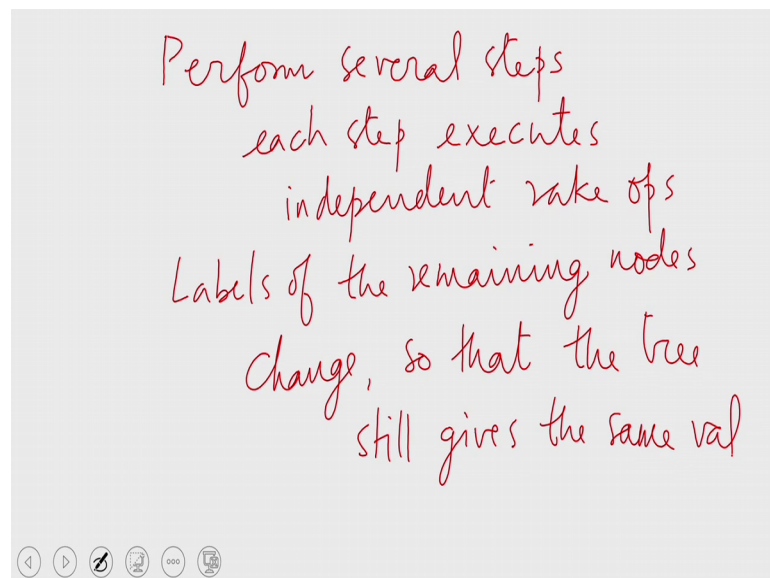 Perform several steps
each step executes
independent rake ops
Labels of the remaining nodes
change, so that the tree
still gives the same val